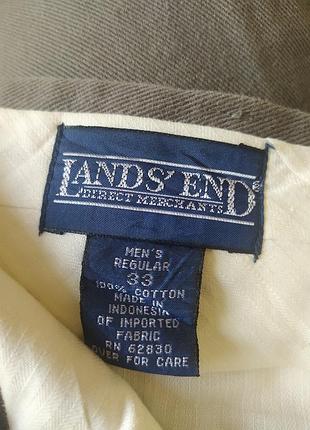 LANDS' END
DIRECT MERCHANTS
MEN'S
REGULAR
33
100% COTTON
MADE IN
INDONESIA
OF IMPORTED
FABRIC
RN 62830
OVER FOR CARE